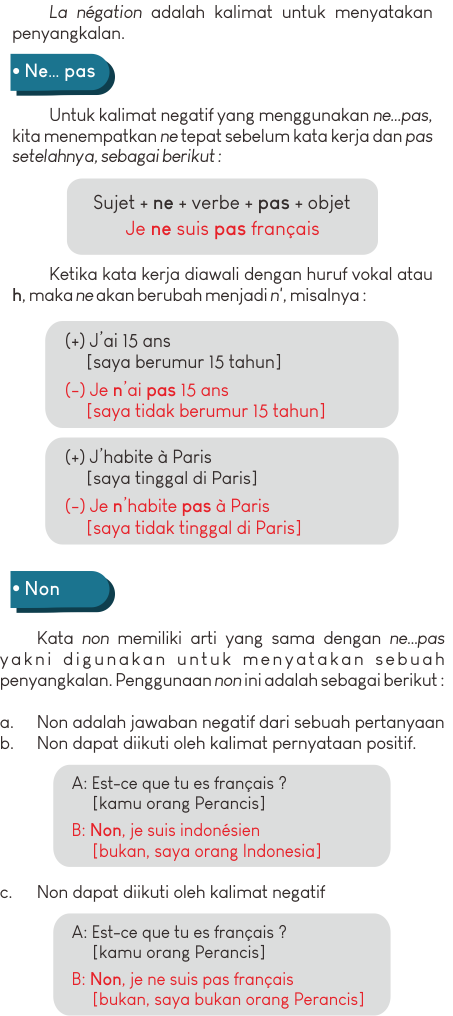 La négation adalah kalimat untuk menyatakan
penyangkalan.
• Ne... pas
Untuk kalimat negatif yang menggunakan ne...pas,
kita menempatkan ne tepat sebelum kata kerja dan pas
setelahnya, sebagai berikut :
Sujet + ne + verbe + pas + objet
Je ne suis pas français
Ketika kata kerja diawali dengan huruf vokal atau
h, maka ne akan berubah menjadi n', misalnya :
(+) J'ai 15 ans
[saya berumur 15 tahun]
(-) Je n'ai pas 15 ans
[saya tidak berumur 15 tahun]
(+) J'habite à Paris
[saya tinggal di Paris]
(-) Je n'habite pas à Paris
[saya tidak tinggal di Paris]
• Non
Kata non memiliki arti yang sama dengan ne...pas
yakni digunakan untuk menyatakan sebuah
penyangkalan. Penggunaan non ini adalah sebagai berikut :
a. Non adalah jawaban negatif dari sebuah pertanyaan
b. Non dapat diikuti oleh kalimat pernyataan positif.
A: Est-ce que tu es français ?
[kamu orang Perancis]
B: Non, je suis indonésien
[bukan, saya orang Indonesia]
c. Non dapat diikuti oleh kalimat negatif
A: Est-ce que tu es français ?
[kamu orang Perancis]
B: Non, je ne suis pas français
[bukan, saya bukan orang Perancis]